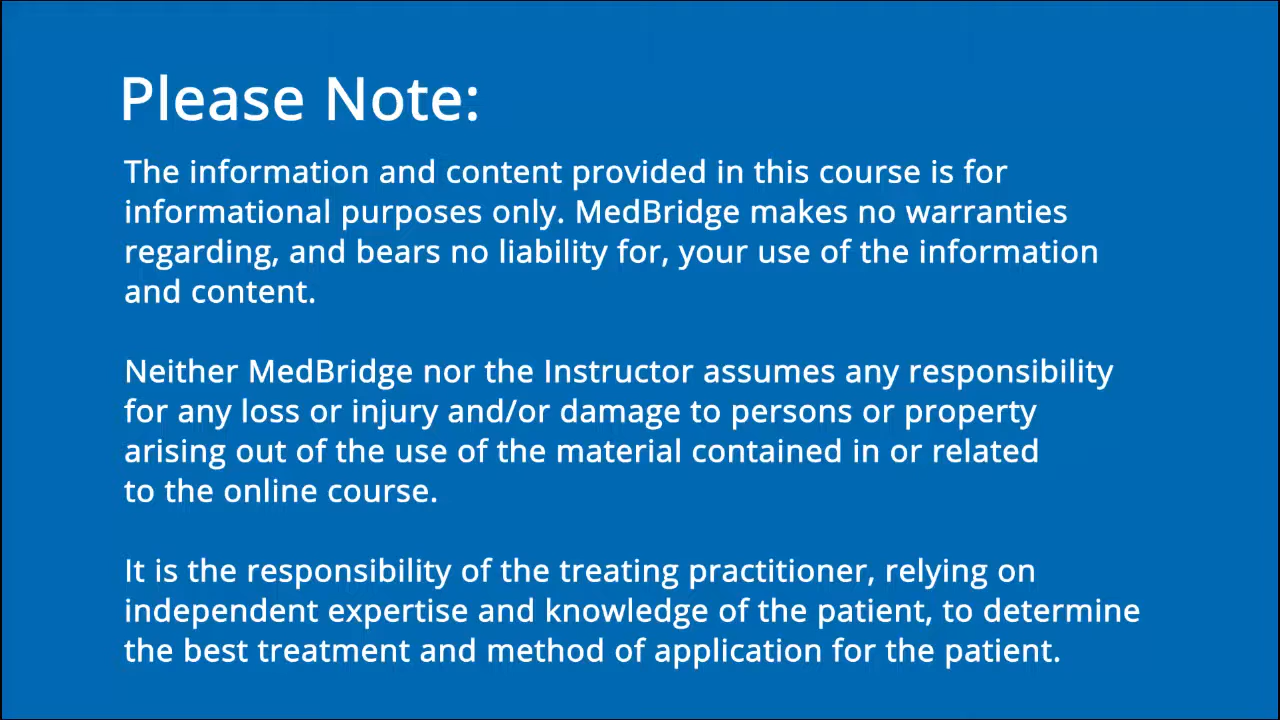 Please Note:
The information and content provided in this course is for
informational purposes only. MedBridge makes no warranties
regarding, and bears no liability for, your use of the information
and content.
Neither MedBridge nor the Instructor assumes any responsibility
for any loss or injury and/or damage to persons or property
arising out of the use of the material contained in or related
to the online course.
It is the responsibility of the treating practitioner, relying on
independent expertise and knowledge of the patient, to determine
the best treatment and method of application for the patient.